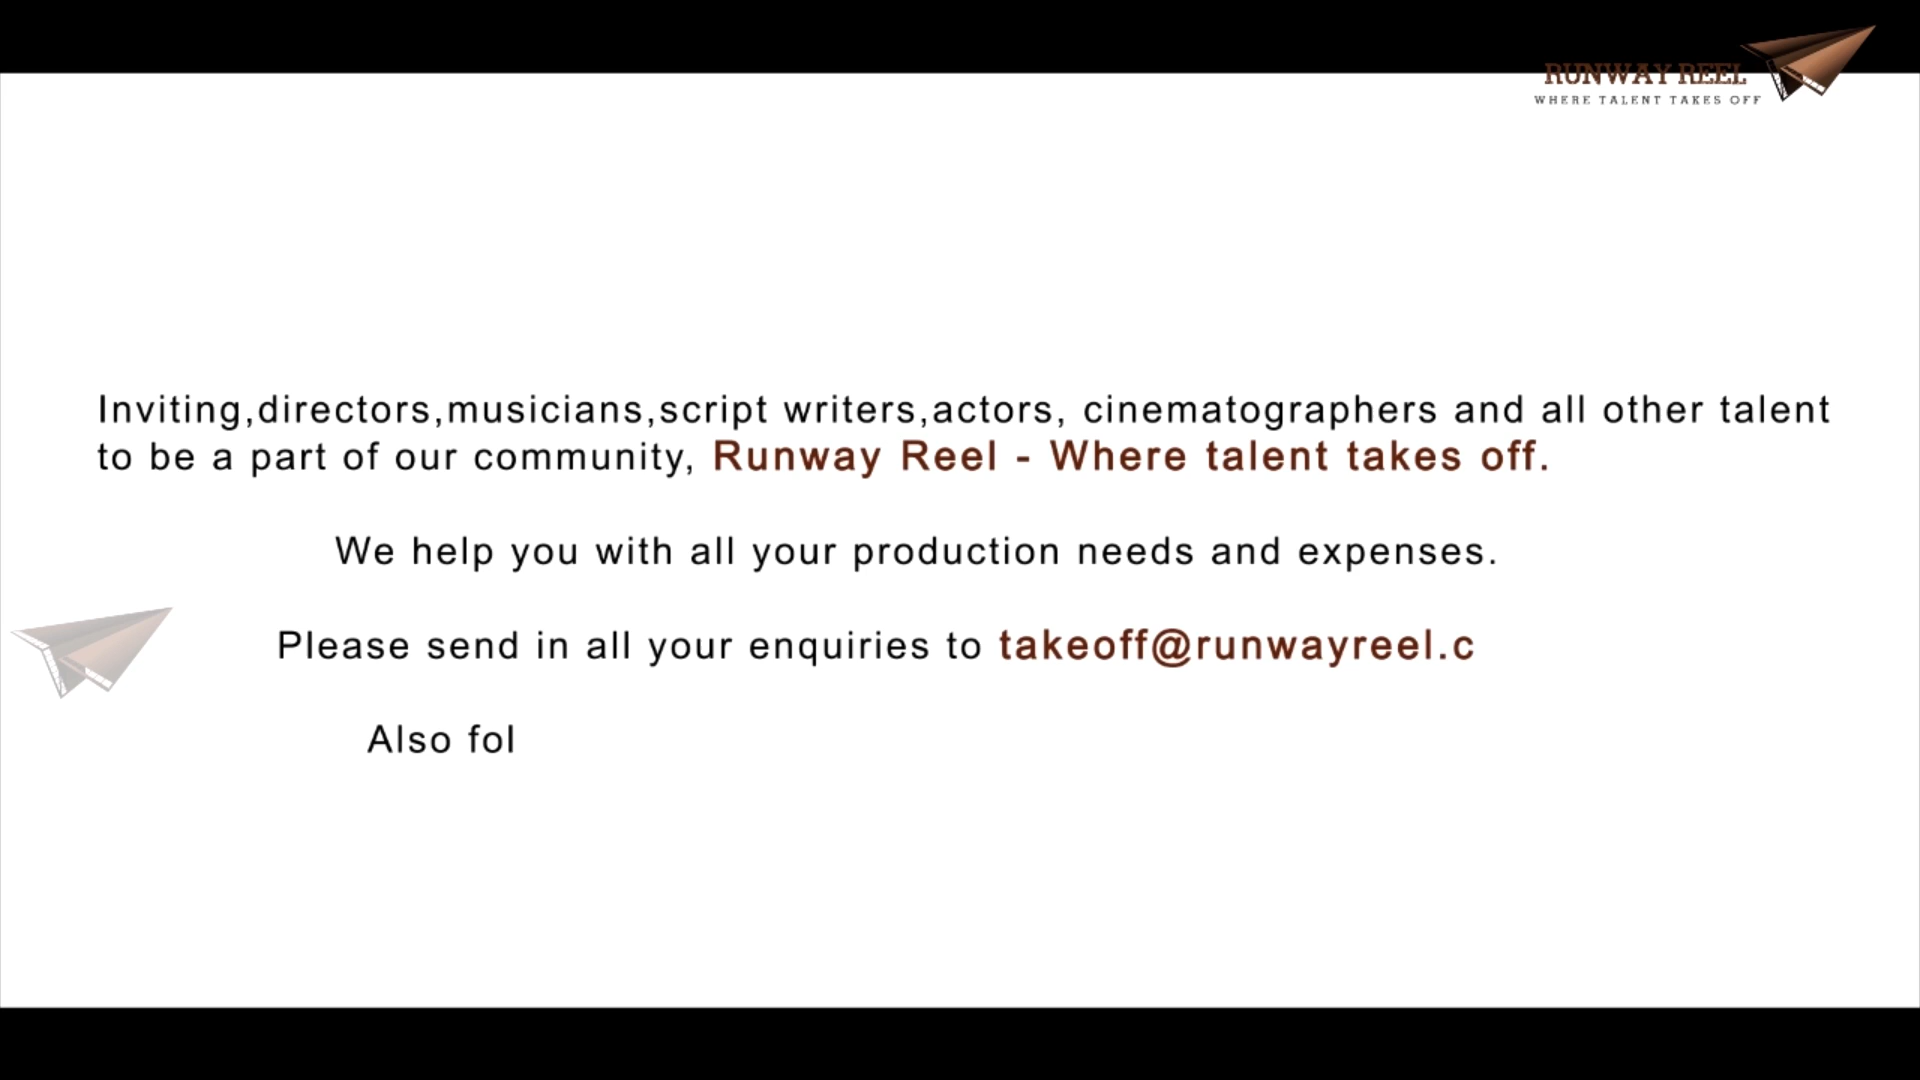 RUNWAY REEL
WHERE TALENT TAKES OFF
Inviting,directors,musicians,script writers,actors, cinematographers and all other talent
to be a part of our community, Runway Reel - Where talent takes off.
We help you with all your production needs and expenses.
Please send in all your enquiries to takeoff@runwayreel.c
Also fol